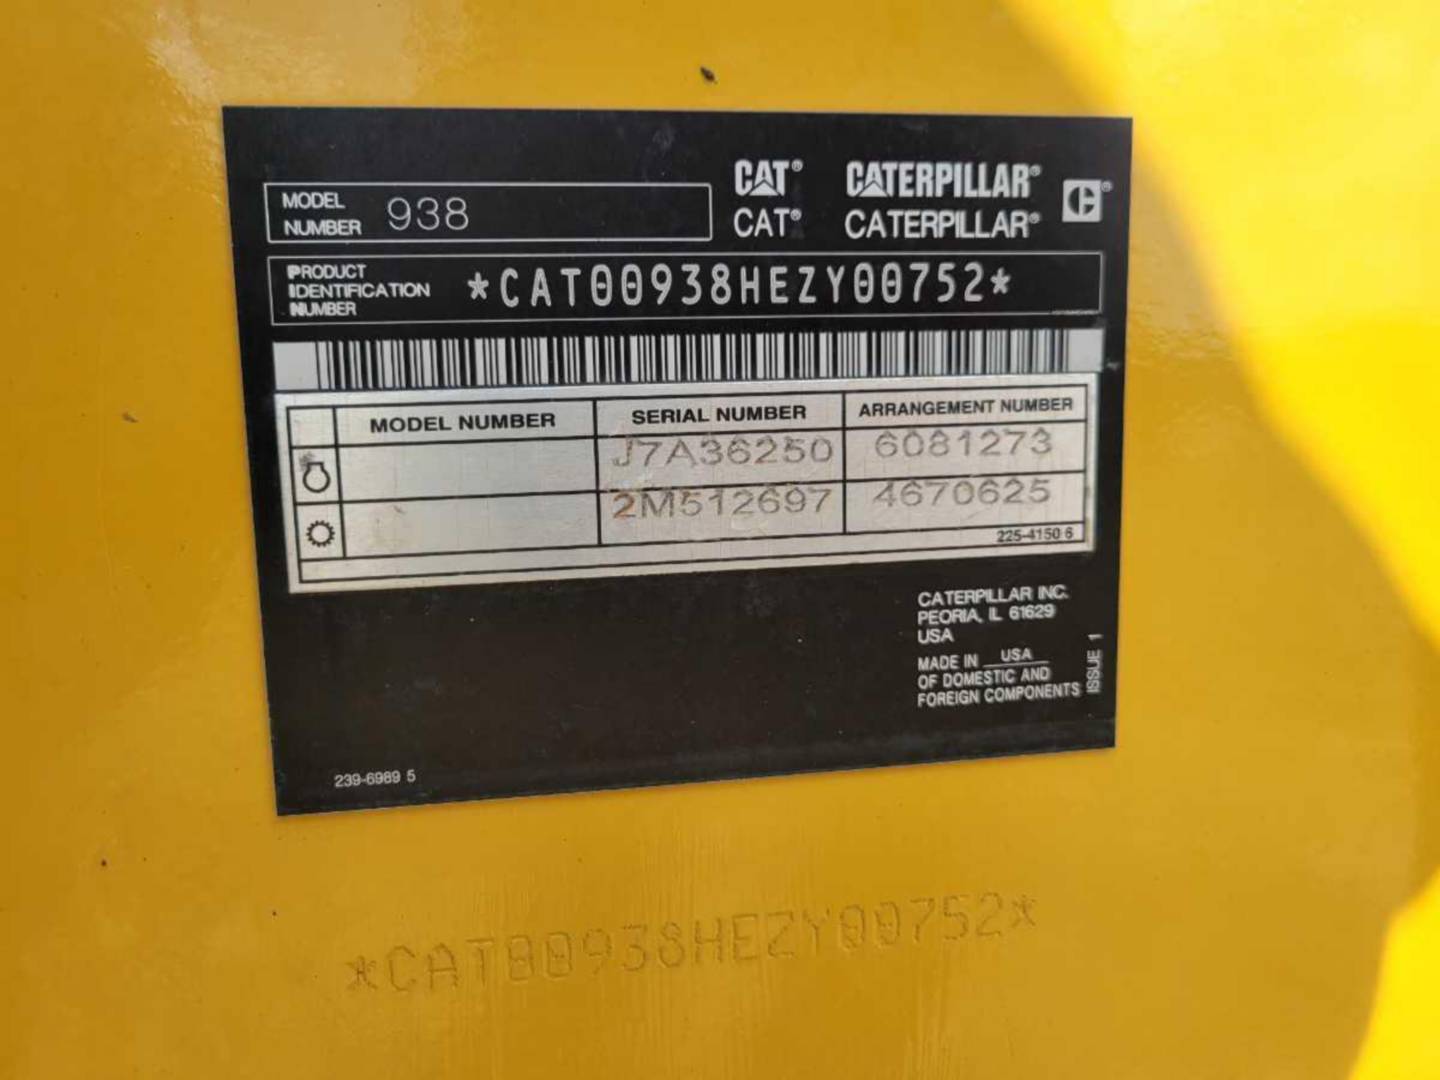 CAT® CATERPILLAR®
MODEL NUMBER 938
CAT® CATERPILLAR®
PRODUCT IDENTIFICATION NUMBER *CAT00938HEZY00752*
MODEL NUMBER SERIAL NUMBER ARRANGEMENT NUMBER
J7A36250 6081273
2M512697 4670625
225-4150 6
CATERPILLAR INC.
PEORIA, IL 61629
USA
MADE IN USA
OF DOMESTIC AND
FOREIGN COMPONENTS
ISSUE 1
239-6989 5
*CAT00938HEZY00752*